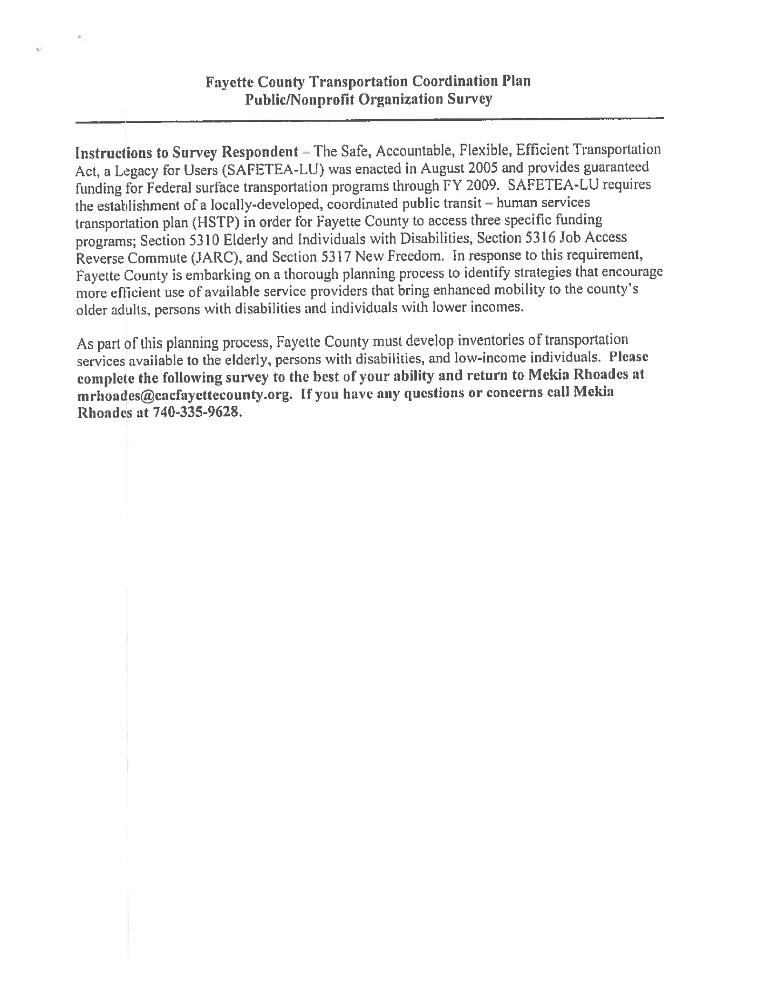 Fayette County Transportation Coordination Plan
Public/Nonprofit Organization Survey
Instructions to Survey Respondent – The Safe, Accountable, Flexible, Efficient Transportation
Act, a Legacy for Users (SAFETEA-LU) was enacted in August 2005 and provides guaranteed
funding for Federal surface transportation programs through FY 2009. SAFETEA-LU requires
the establishment of a locally-developed, coordinated public transit – human services
transportation plan (HSTP) in order for Fayette County to access three specific funding
programs; Section 5310 Elderly and Individuals with Disabilities, Section 5316 Job Access
Reverse Commute (JARC), and Section 5317 New Freedom. In response to this requirement,
Fayette County is embarking on a thorough planning process to identify strategies that encourage
more efficient use of available service providers that bring enhanced mobility to the county's
older adults, persons with disabilities and individuals with lower incomes.
As part of this planning process, Fayette County must develop inventories of transportation
services available to the elderly, persons with disabilities, and low-income individuals. Please
complete the following survey to the best of your ability and return to Mekia Rhoades at
mrhoades@cacfayettecounty.org. If you have any questions or concerns call Mekia
Rhoades at 740-335-9628.